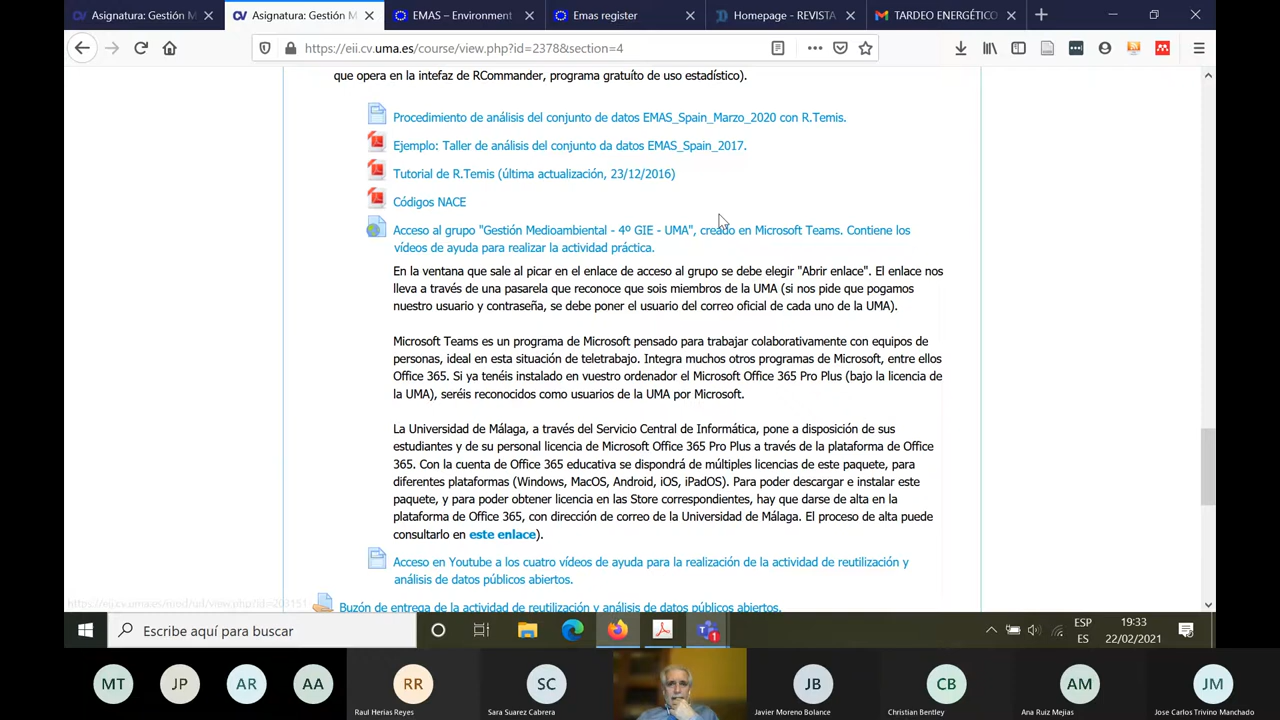 Asignatura: Gestión M
Asignatura: Gestión M
EMAS – Environment
Emas register
Homepage - REVISTA
TARDEO ENERGÉTICO
https://eii.cv.uma.es/course/view.php?id=2378&section=4
que opera en la intefaz de RCommander, programa gratuíto de uso estadístico).
Procedimiento de análisis del conjunto de datos EMAS_Spain_Marzo_2020 con R.Temis.
Ejemplo: Taller de análisis del conjunto da datos EMAS_Spain_2017.
Tutorial de R.Temis (última actualización, 23/12/2016)
Códigos NACE
Acceso al grupo "Gestión Medioambiental - 4º GIE - UMA", creado en Microsoft Teams. Contiene los
vídeos de ayuda para realizar la actividad práctica.
En la ventana que sale al picar en el enlace de acceso al grupo se debe elegir "Abrir enlace". El enlace nos
lleva a través de una pasarela que reconoce que sois miembros de la UMA (si nos pide que pogamos
nuestro usuario y contraseña, se debe poner el usuario del correo oficial de cada uno de la UMA).
Microsoft Teams es un programa de Microsoft pensado para trabajar colaborativamente con equipos de
personas, ideal en esta situación de teletrabajo. Integra muchos otros programas de Microsoft, entre ellos
Office 365. Si ya tenéis instalado en vuestro ordenador el Microsoft Office 365 Pro Plus (bajo la licencia de
la UMA), seréis reconocidos como usuarios de la UMA por Microsoft.
La Universidad de Málaga, a través del Servicio Central de Informática, pone a disposición de sus
estudiantes y de su personal licencia de Microsoft Office 365 Pro Plus a través de la plataforma de Office
365. Con la cuenta de Office 365 educativa se dispondrá de múltiples licencias de este paquete, para
diferentes plataformas (Windows, MacOS, Android, iOS, iPadOS). Para poder descargar e instalar este
paquete, y para poder obtener licencia en las Store correspondientes, hay que darse de alta en la
plataforma de Office 365, con dirección de correo de la Universidad de Málaga. El proceso de alta puede
consultarlo en este enlace).
Acceso en Youtube a los cuatro vídeos de ayuda para la realización de la actividad de reutilización y
análisis de datos públicos abiertos.
Buzón de entrega de la actividad de reutilización y análisis de datos públicos abiertos.
Escribe aquí para buscar
ESP
ES
19:33
22/02/2021
MT
JP
AR
AA
RR
SC
JB
CB
AM
JM
Raul Herias Reyes
Sara Suarez Cabrera
Javier Moreno Bolance
Christian Bentley
Ana Ruiz Mejias
Jose Carlos Trivino Manchado